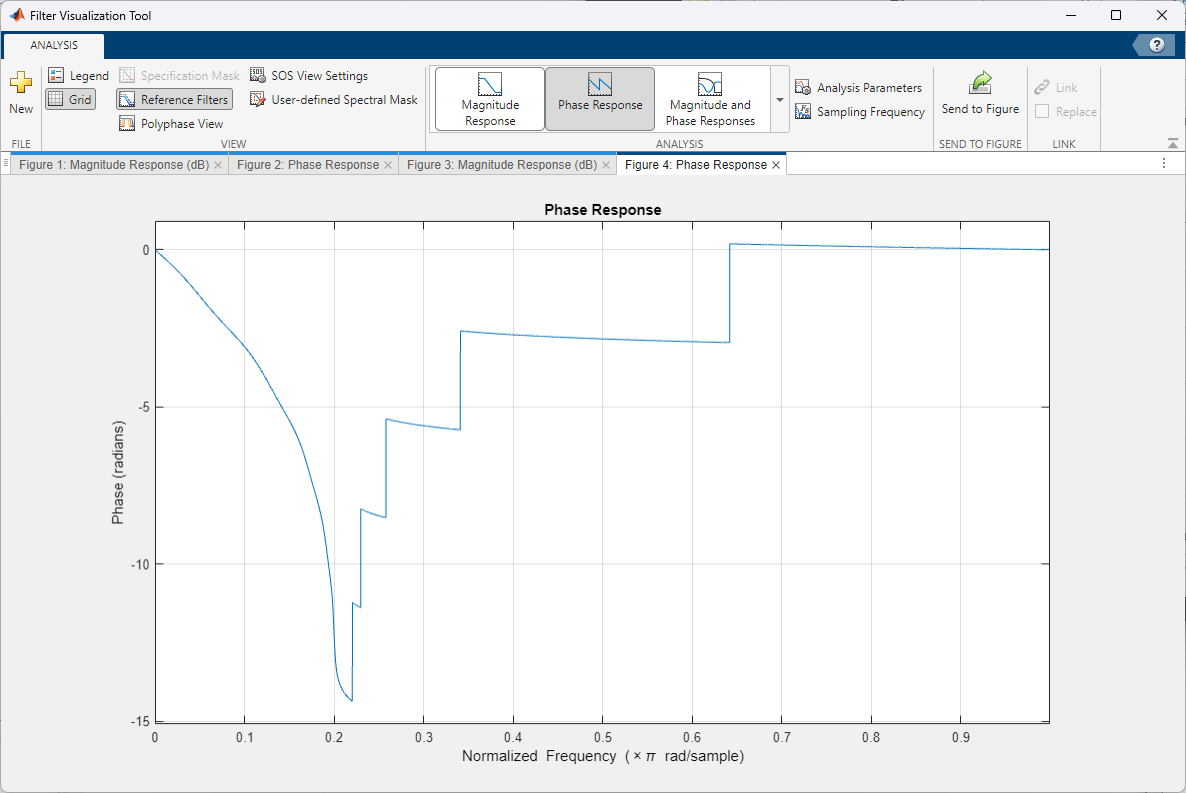 Filter Visualization Tool
ANALYSIS
?
New
Legend
Grid
Specification Mask
Reference Filters
Polyphase View
SOS View Settings
User-defined Spectral Mask
Magnitude
Response
Phase Response
Magnitude and
Phase Responses
Analysis Parameters
Sampling Frequency
Send to Figure
Link
Replace
FILE
VIEW
ANALYSIS
SEND TO FIGURE
LINK
Figure 1: Magnitude Response (dB)
Figure 2: Phase Response
Figure 3: Magnitude Response (dB)
Figure 4: Phase Response
Phase Response
0
-5
-10
-15
Phase (radians)
0 0.1 0.2 0.3 0.4 0.5 0.6 0.7 0.8 0.9
Normalized Frequency (× π rad/sample)